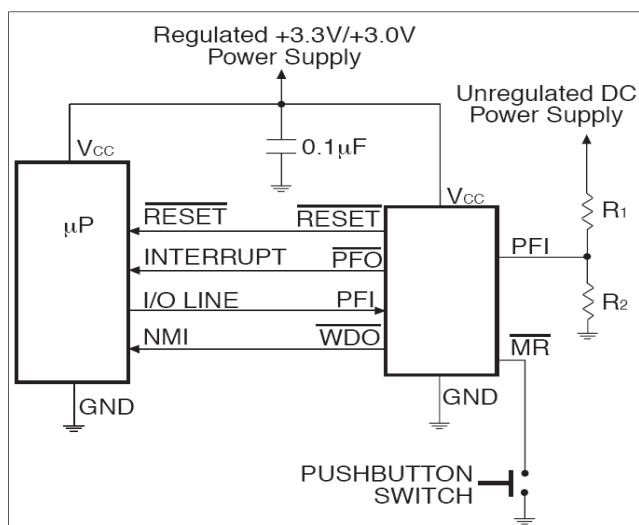 Regulated +3.3V/+3.0V
Power Supply
Unregulated DC
Power Supply
VCC
0.1µF
VCC
µP
RESET
RESET
R1
INTERRUPT
PFO
PFI
I/O LINE
PFI
R2
NMI
WDO
MR
GND
GND
PUSHBUTTON
SWITCH